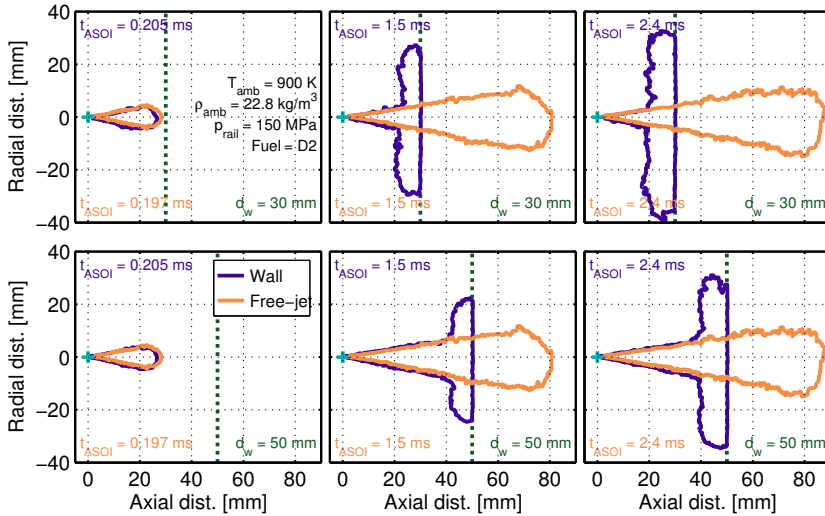 40
20
0
−20
−40
Radial dist. [mm]
t_ASOI = 0.205 ms
T_amb = 900 K
ρ_amb = 22.8 kg/m³
p_rail = 150 MPa
Fuel = D2
t_ASOI = 0.197 ms
d_w = 30 mm
t_ASOI = 1.5 ms
t_ASOI = 1.5 ms
d_w = 30 mm
t_ASOI = 2.4 ms
t_ASOI = 2.4 ms
d_w = 30 mm
40
20
0
−20
−40
Radial dist. [mm]
t_ASOI = 0.205 ms
Wall
Free−jet
t_ASOI = 0.197 ms
d_w = 50 mm
t_ASOI = 1.5 ms
t_ASOI = 1.5 ms
d_w = 50 mm
t_ASOI = 2.4 ms
t_ASOI = 2.4 ms
d_w = 50 mm
0 20 40 60 80
0 20 40 60 80
0 20 40 60 80
Axial dist. [mm]
Axial dist. [mm]
Axial dist. [mm]